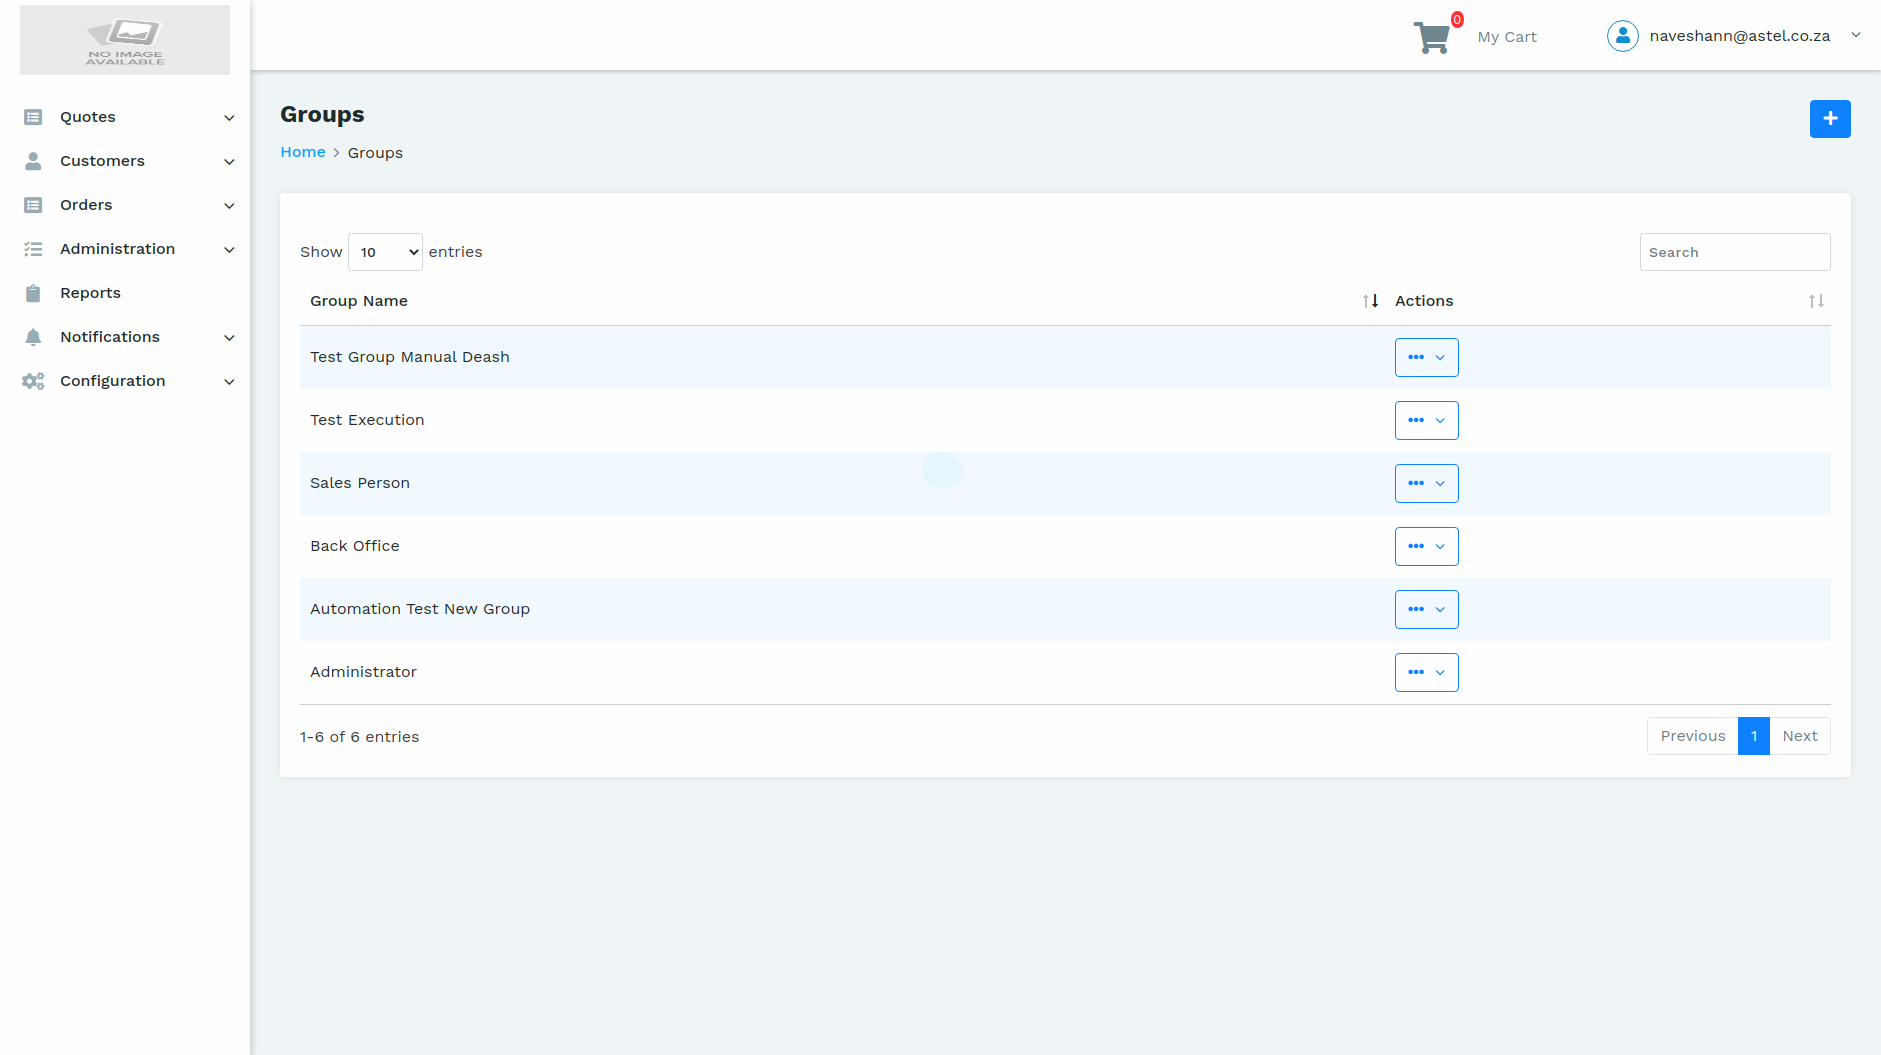 NO IMAGE
AVAILABLE
0
My Cart
naveshann@astel.co.za
Quotes
Customers
Orders
Administration
Reports
Notifications
Configuration
Groups
Home > Groups
Show 10 entries
Search
Group Name
Actions
Test Group Manual Deash
Test Execution
Sales Person
Back Office
Automation Test New Group
Administrator
1-6 of 6 entries
Previous 1 Next